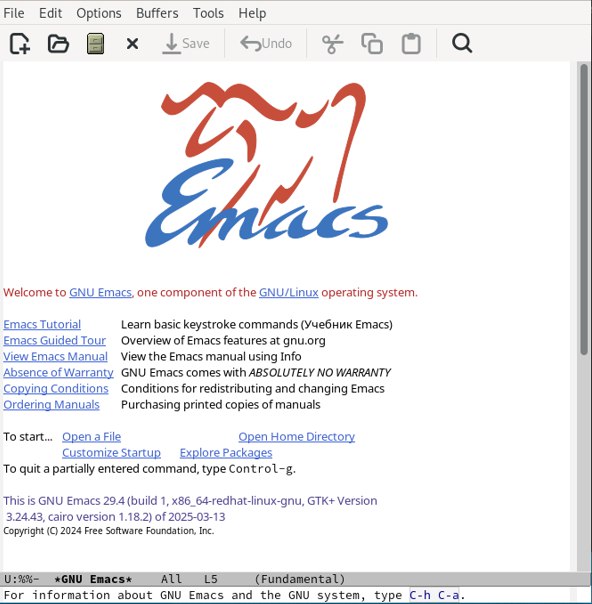 File Edit Options Buffers Tools Help
Save Undo
Emacs
Welcome to GNU Emacs, one component of the GNU/Linux operating system.
Emacs Tutorial Learn basic keystroke commands (Учебник Emacs)
Emacs Guided Tour Overview of Emacs features at gnu.org
View Emacs Manual View the Emacs manual using Info
Absence of Warranty GNU Emacs comes with ABSOLUTELY NO WARRANTY
Copying Conditions Conditions for redistributing and changing Emacs
Ordering Manuals Purchasing printed copies of manuals
To start... Open a File Open Home Directory
Customize Startup Explore Packages
To quit a partially entered command, type Control-g.
This is GNU Emacs 29.4 (build 1, x86_64-redhat-linux-gnu, GTK+ Version
3.24.43, cairo version 1.18.2) of 2025-03-13
Copyright (C) 2024 Free Software Foundation, Inc.
U:%%- *GNU Emacs* All L5 (Fundamental)
For information about GNU Emacs and the GNU system, type C-h C-a.